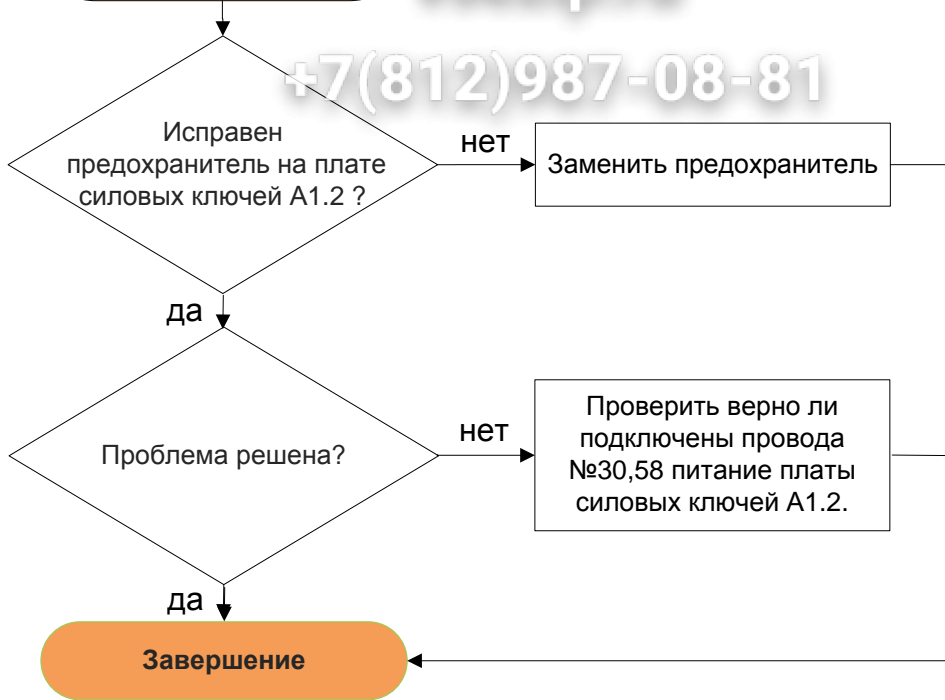 +7(812)987-08-81
Исправен
предохранитель на плате
силовых ключей А1.2 ?
нет
Заменить предохранитель
да
Проблема решена?
нет
Проверить верно ли
подключены провода
№30,58 питание платы
силовых ключей А1.2.
да
Завершение